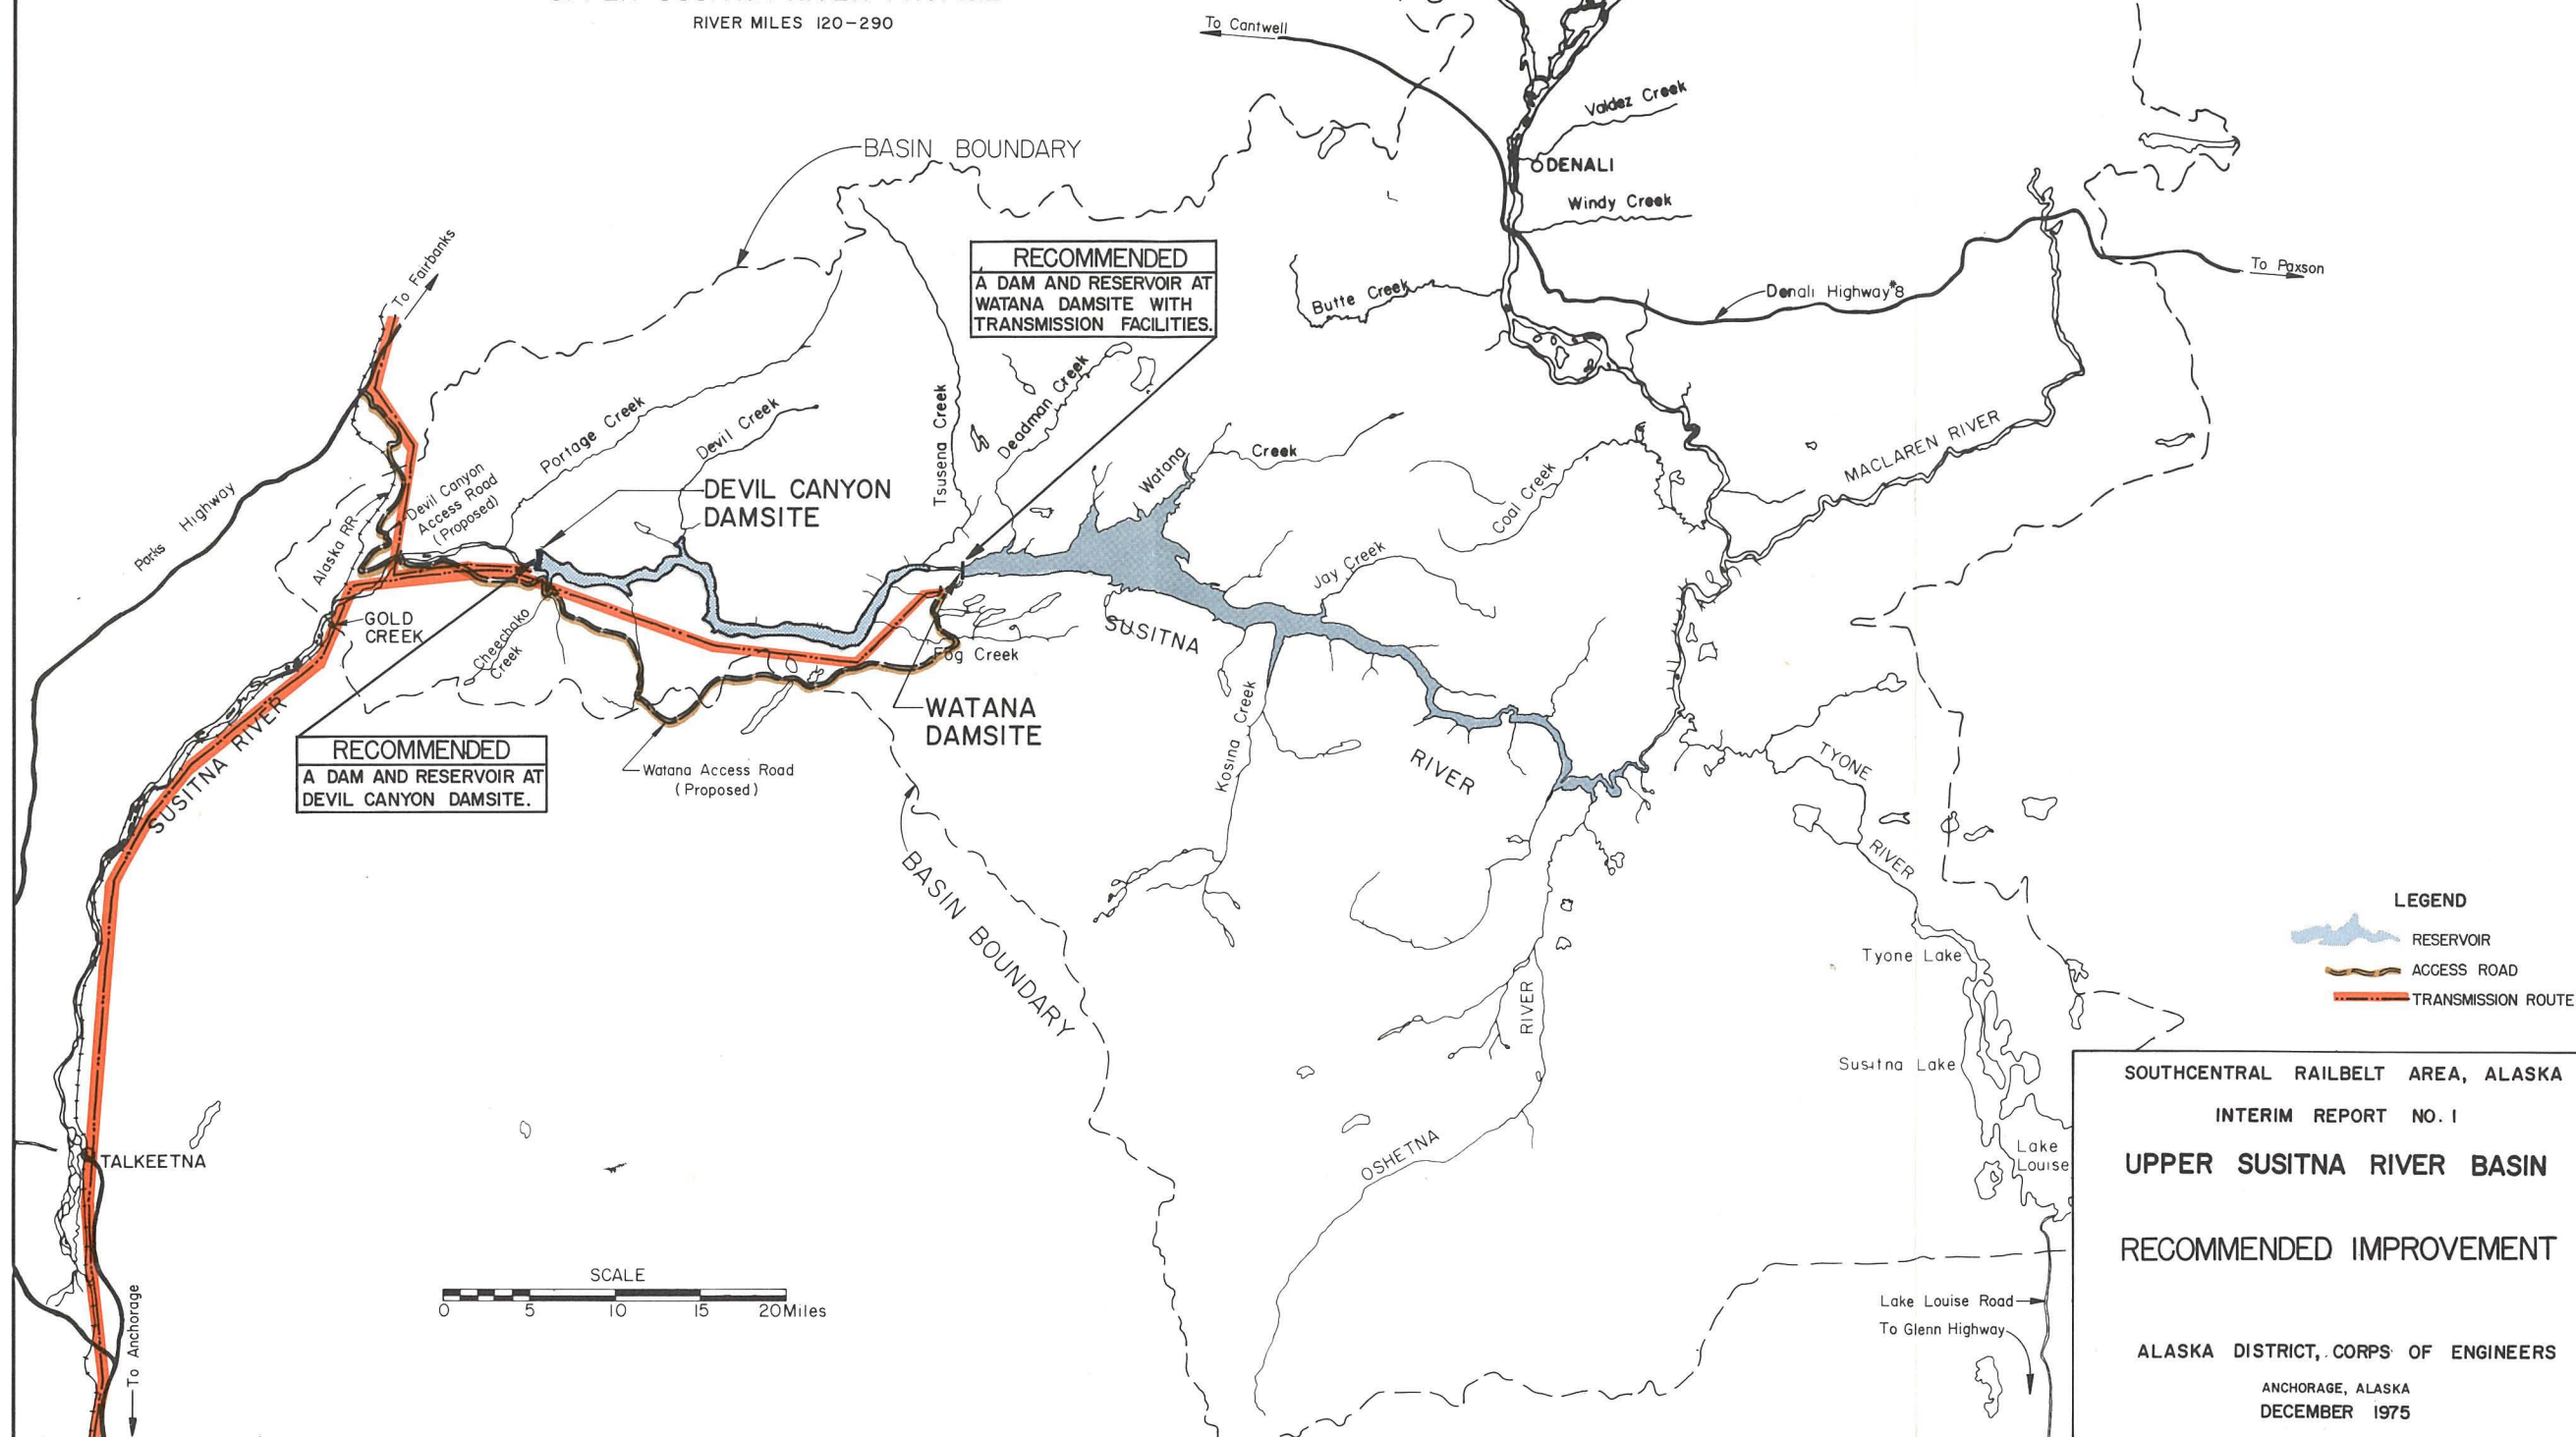 RIVER MILES 120-290
To Cantwell
Valdez Creek
BASIN BOUNDARY
DENALI
Windy Creek
To Fairbanks
RECOMMENDED
A DAM AND RESERVOIR AT
WATANA DAMSITE WITH
TRANSMISSION FACILITIES.
To Paxson
Butte Creek
Denali Highway #8
Tsusena Creek
Deadman Creek
Portage Creek
Devil Creek
MACLAREN RIVER
Watana
Creek
Coal Creek
Parks Highway
Devil Canyon
Access Road
(Proposed)
DEVIL CANYON
DAMSITE
Alaska RR
Jay Creek
GOLD
CREEK
Cheechako
Creek
SUSITNA
Fog Creek
WATANA
DAMSITE
Kosina Creek
SUSITNA RIVER
RECOMMENDED
A DAM AND RESERVOIR AT
DEVIL CANYON DAMSITE.
Watana Access Road
(Proposed)
RIVER
TYONE
RIVER
BASIN BOUNDARY
LEGEND
RESERVOIR
ACCESS ROAD
TRANSMISSION ROUTE
Tyone Lake
RIVER
Susitna Lake
OSHETNA
Lake
Louise
TALKEETNA
SCALE
0 5 10 15 20 Miles
To Anchorage
Lake Louise Road
To Glenn Highway
SOUTHCENTRAL RAILBELT AREA, ALASKA
INTERIM REPORT NO. 1
UPPER SUSITNA RIVER BASIN
RECOMMENDED IMPROVEMENT
ALASKA DISTRICT, CORPS OF ENGINEERS
ANCHORAGE, ALASKA
DECEMBER 1975